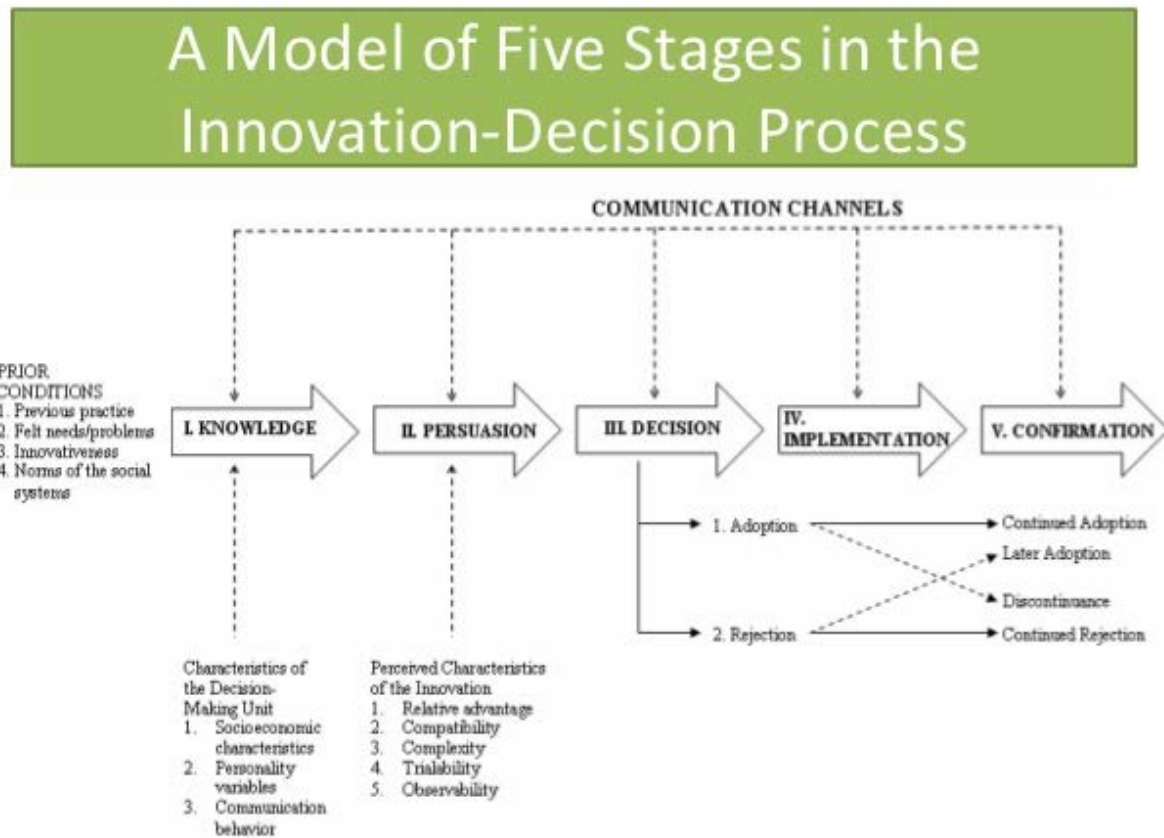 A Model of Five Stages in the
Innovation-Decision Process
COMMUNICATION CHANNELS
PRIOR
CONDITIONS
1. Previous practice
2. Felt needs/problems
3. Innovativeness
4. Norms of the social
systems
I. KNOWLEDGE
II. PERSUASION
III. DECISION
IV.
IMPLEMENTATION
V. CONFIRMATION
1. Adoption
2. Rejection
Continued Adoption
Later Adoption
Discontinuance
Continued Rejection
Characteristics of
the Decision-
Making Unit
1. Socioeconomic
characteristics
2. Personality
variables
3. Communication
behavior
Perceived Characteristics
of the Innovation
1. Relative advantage
2. Compatibility
3. Complexity
4. Trialability
5. Observability